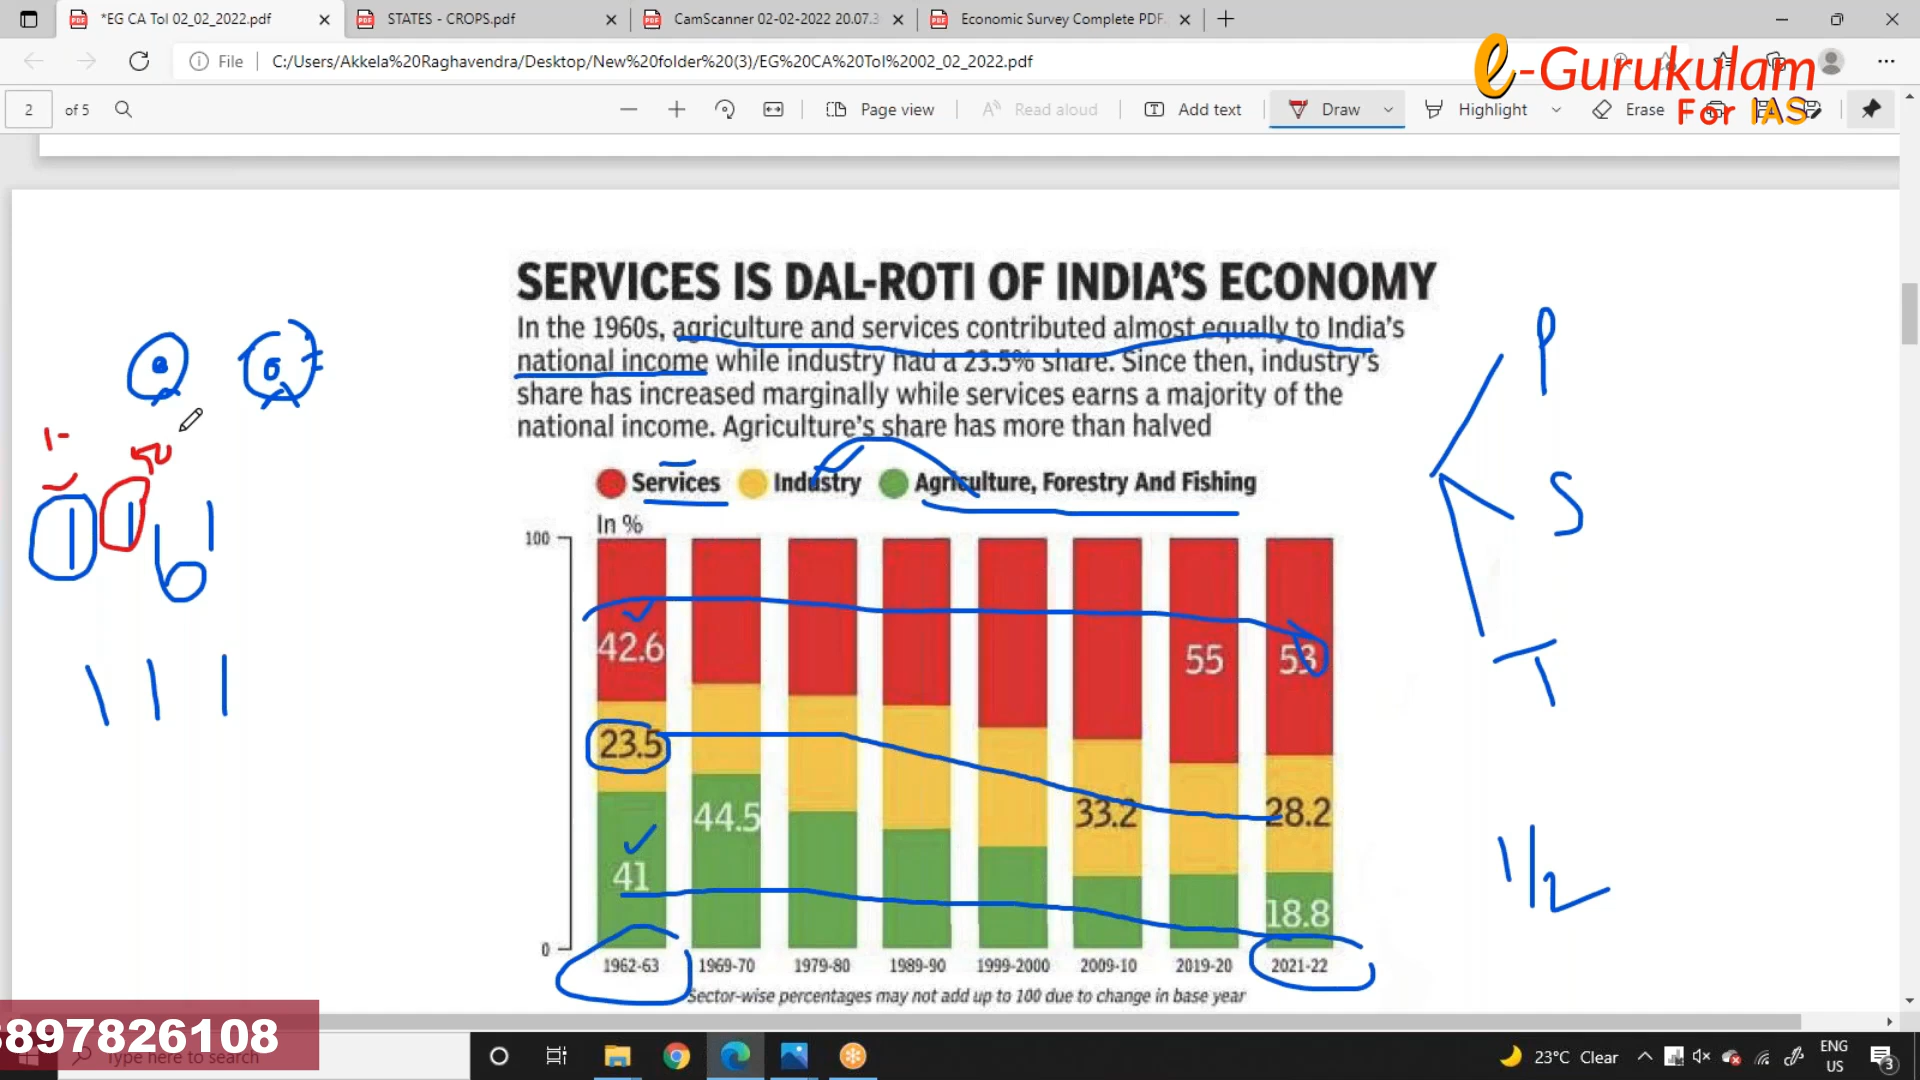 *EG CA ToI 02_02_2022.pdf
STATES - CROPS.pdf
CamScanner 02-02-2022 20.07.3
Economic Survey Complete PDF
File
C:/Users/Akkela%20Raghavendra/Desktop/New%20folder%20(3)/EG%20CA%20ToI%2002_02_2022.pdf
e-Gurukulam
For IAS
2 of 5
Page view
Read aloud
Add text
Draw
Highlight
Erase
SERVICES IS DAL-ROTI OF INDIA'S ECONOMY
In the 1960s, agriculture and services contributed almost equally to India's
national income while industry had a 23.5% share. Since then, industry's
share has increased marginally while services earns a majority of the
national income. Agriculture's share has more than halved
Services Industry Agriculture, Forestry And Fishing
In %
100
42.6 55 53
23.5 33.2 28.2
44.5
41 18.8
0
1962-63 1969-70 1979-80 1989-90 1999-2000 2009-10 2019-20 2021-22
Sector-wise percentages may not add up to 100 due to change in base year
P
S
T
1/2
8897826108
Type here to search
23°C Clear
ENG
US
3